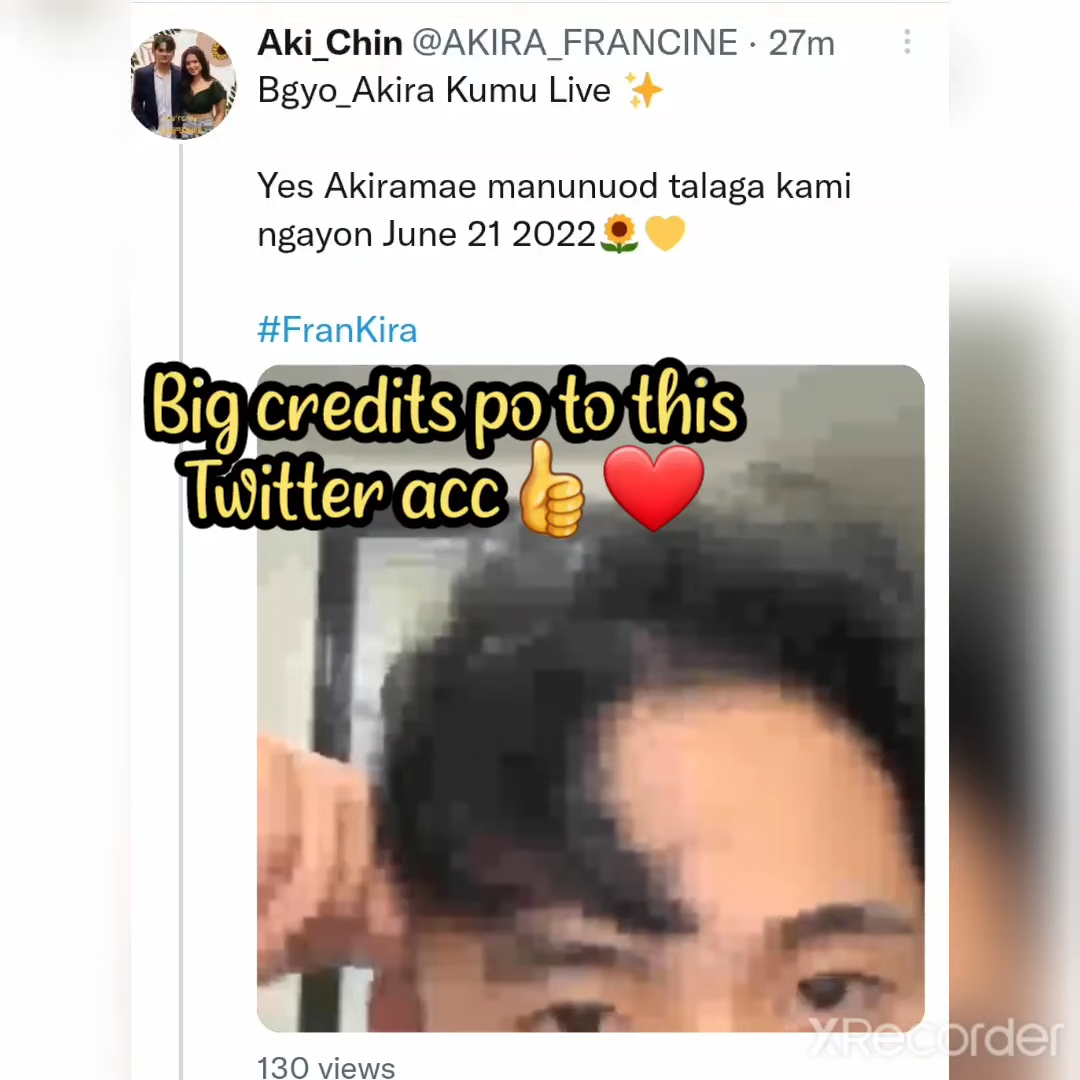 Aki_Chin @AKIRA_FRANCINE · 27m
Bgyo_Akira Kumu Live ✨
Yes Akiramae manunuod talaga kami
ngayon June 21 2022🌻💛
#FranKira
Big credits po to this
Twitter acc👍❤️
130 views
XRecorder